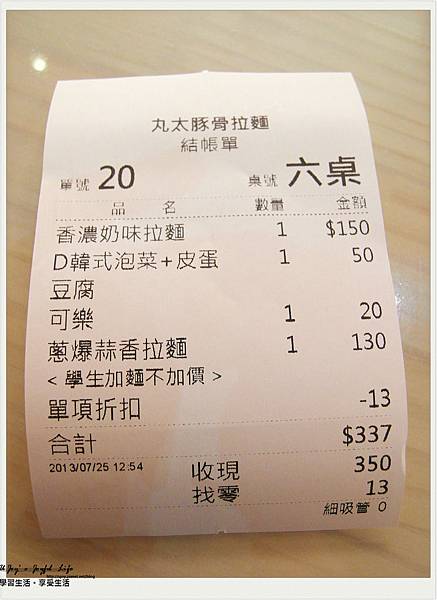 丸太豚骨拉麵
結帳單
單號 20 桌號 六桌
品 名 數量 金額
香濃奶味拉麵 1 $150
D韓式泡菜+皮蛋 1 50
豆腐
可樂 1 20
蔥爆蒜香拉麵 1 130
<學生加麵不加價>
單項折扣 -13
合計 $337
2013/07/25 12:54 收現 350
找零 13
細吸管 0
學習生活‧享受生活